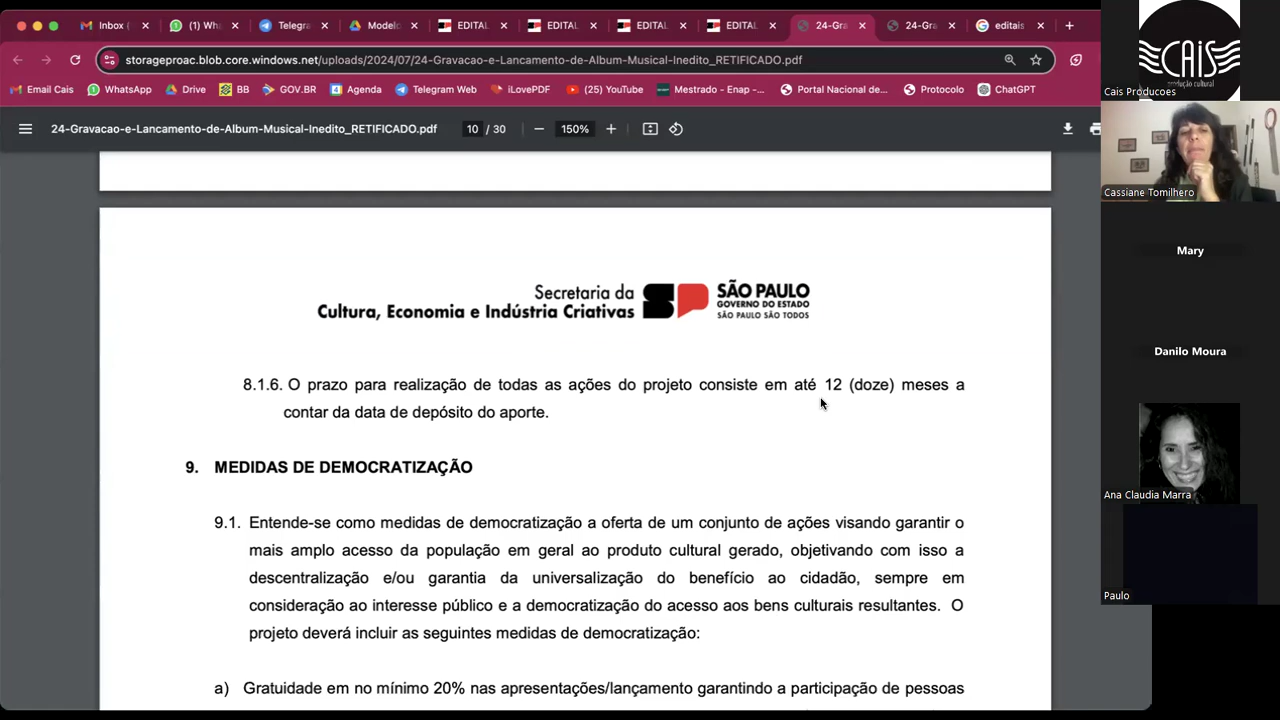 Inbox (
(1) Wh
Telegra
Model
EDITAL
EDITAL
EDITAL
EDITAL
24-Gra
24-Gra
editais
storageproac.blob.core.windows.net/uploads/2024/07/24-Gravacao-e-Lancamento-de-Album-Musical-Inedito_RETIFICADO.pdf
Email Cais
WhatsApp
Drive
BB
GOV.BR
Agenda
Telegram Web
iLovePDF
(25) YouTube
Mestrado - Enap -...
Portal Nacional de...
Protocolo
ChatGPT
24-Gravacao-e-Lancamento-de-Album-Musical-Inedito_RETIFICADO.pdf
10 / 30
150%
Secretaria da
Cultura, Economia e Indústria Criativas
SÃO PAULO
GOVERNO DO ESTADO
SÃO PAULO SÃO TODOS
8.1.6. O prazo para realização de todas as ações do projeto consiste em até 12 (doze) meses a
contar da data de depósito do aporte.
9. MEDIDAS DE DEMOCRATIZAÇÃO
9.1. Entende-se como medidas de democratização a oferta de um conjunto de ações visando garantir o
mais amplo acesso da população em geral ao produto cultural gerado, objetivando com isso a
descentralização e/ou garantia da universalização do benefício ao cidadão, sempre em
consideração ao interesse público e a democratização do acesso aos bens culturais resultantes. O
projeto deverá incluir as seguintes medidas de democratização:
a) Gratuidade em no mínimo 20% nas apresentações/lançamento garantindo a participação de pessoas
CAIS
produção cultural
Cais Producoes
Cassiane Tomilhero
Mary
Danilo Moura
Ana Claudia Marra
Paulo